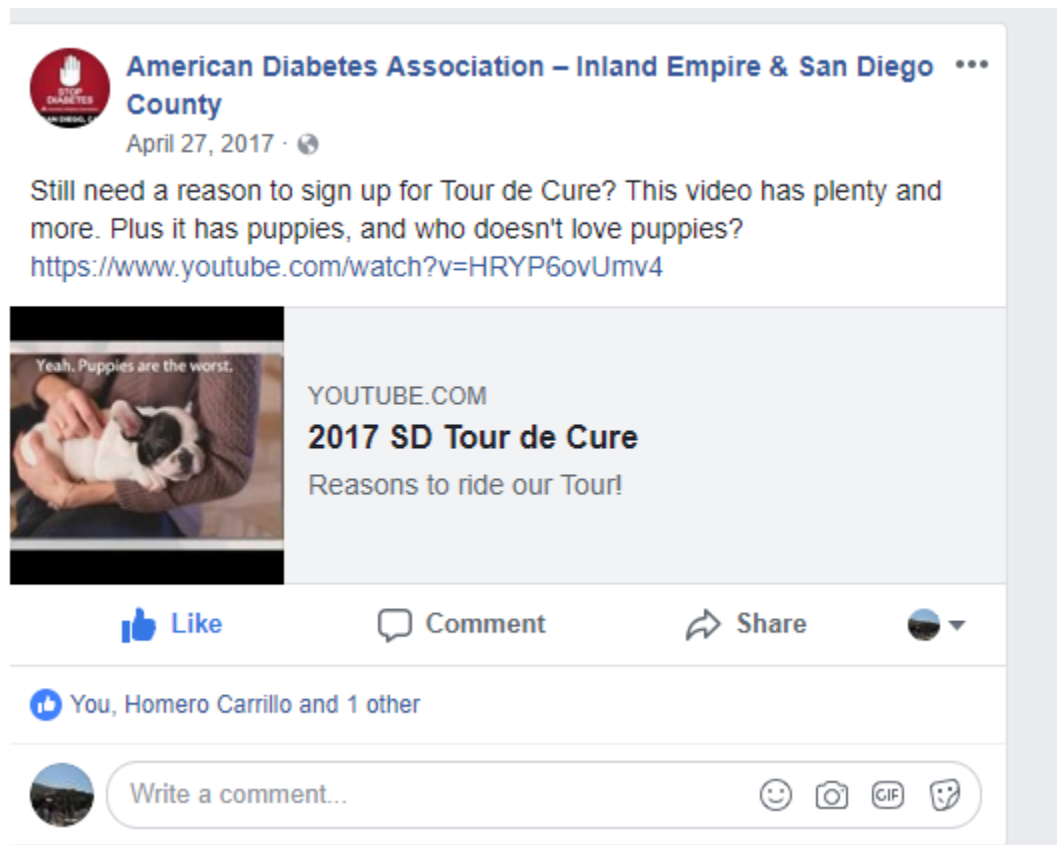 American Diabetes Association – Inland Empire & San Diego
County
April 27, 2017 ·
STOP
DIABETES
Still need a reason to sign up for Tour de Cure? This video has plenty and
more. Plus it has puppies, and who doesn't love puppies?
https://www.youtube.com/watch?v=HRYP6ovUmv4
Yeah. Puppies are the worst.
YOUTUBE.COM
2017 SD Tour de Cure
Reasons to ride our Tour!
Like
Comment
Share
You, Homero Carrillo and 1 other
Write a comment...
GIF